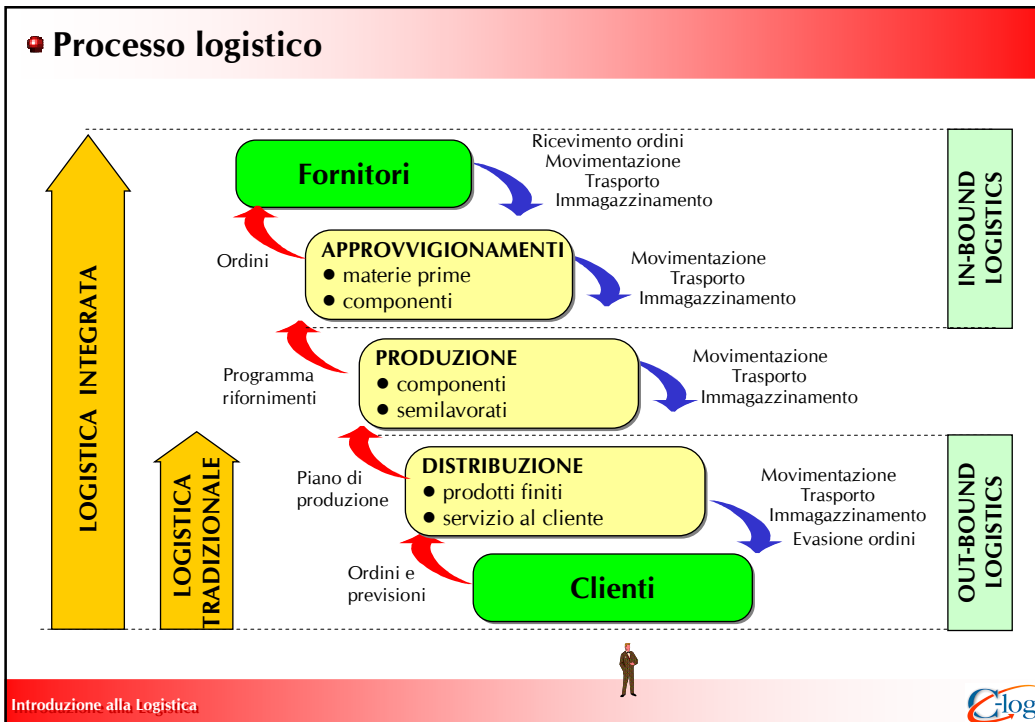 Processo logistico
LOGISTICA INTEGRATA
LOGISTICA
TRADIZIONALE
Fornitori
Ricevimento ordini
Movimentazione
Trasporto
Immagazzinamento
Ordini
APPROVVIGIONAMENTI
● materie prime
● componenti
Movimentazione
Trasporto
Immagazzinamento
Programma
rifornimenti
PRODUZIONE
● componenti
● semilavorati
Movimentazione
Trasporto
Immagazzinamento
Piano di
produzione
DISTRIBUZIONE
● prodotti finiti
● servizio al cliente
Movimentazione
Trasporto
Immagazzinamento
Evasione ordini
Ordini e
previsioni
Clienti
IN-BOUND
LOGISTICS
OUT-BOUND
LOGISTICS
Introduzione alla Logistica
C-log